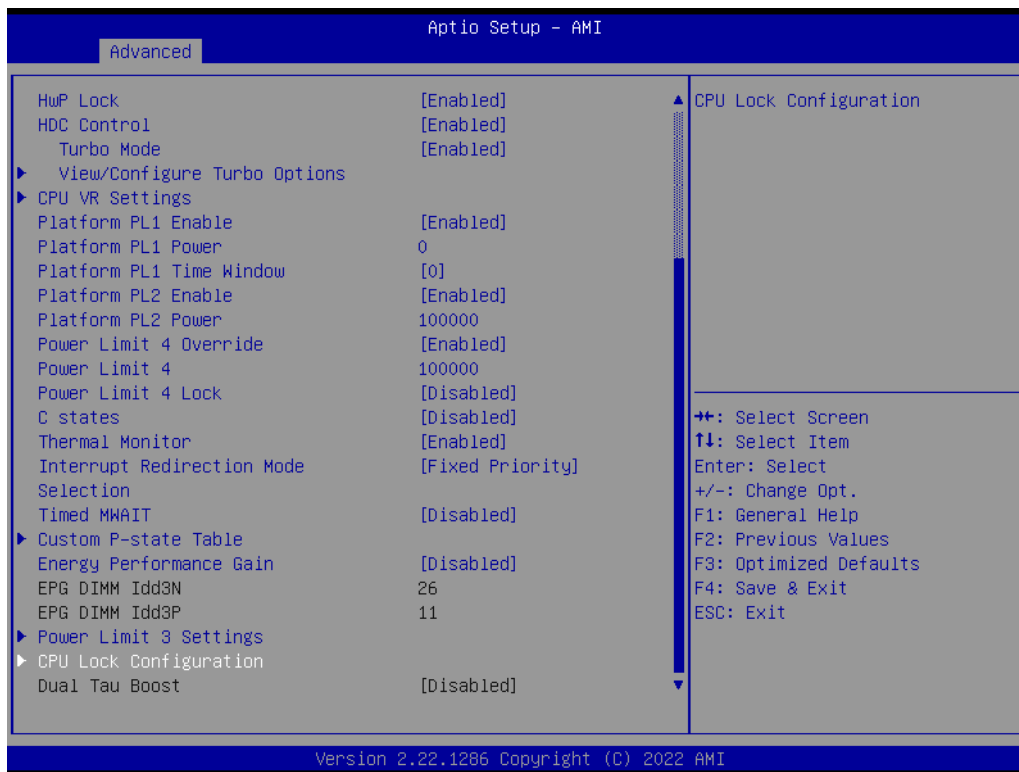 Aptio Setup – AMI
Advanced
HwP Lock [Enabled]
HDC Control [Enabled]
Turbo Mode [Enabled]
View/Configure Turbo Options
CPU VR Settings
Platform PL1 Enable [Enabled]
Platform PL1 Power 0
Platform PL1 Time Window [0]
Platform PL2 Enable [Enabled]
Platform PL2 Power 100000
Power Limit 4 Override [Enabled]
Power Limit 4 100000
Power Limit 4 Lock [Disabled]
C states [Disabled]
Thermal Monitor [Enabled]
Interrupt Redirection Mode [Fixed Priority]
Selection
Timed MWAIT [Disabled]
Custom P-state Table
Energy Performance Gain [Disabled]
EPG DIMM Idd3N 26
EPG DIMM Idd3P 11
Power Limit 3 Settings
CPU Lock Configuration
Dual Tau Boost [Disabled]
CPU Lock Configuration
→←: Select Screen
↑↓: Select Item
Enter: Select
+/-: Change Opt.
F1: General Help
F2: Previous Values
F3: Optimized Defaults
F4: Save & Exit
ESC: Exit
Version 2.22.1286 Copyright (C) 2022 AMI